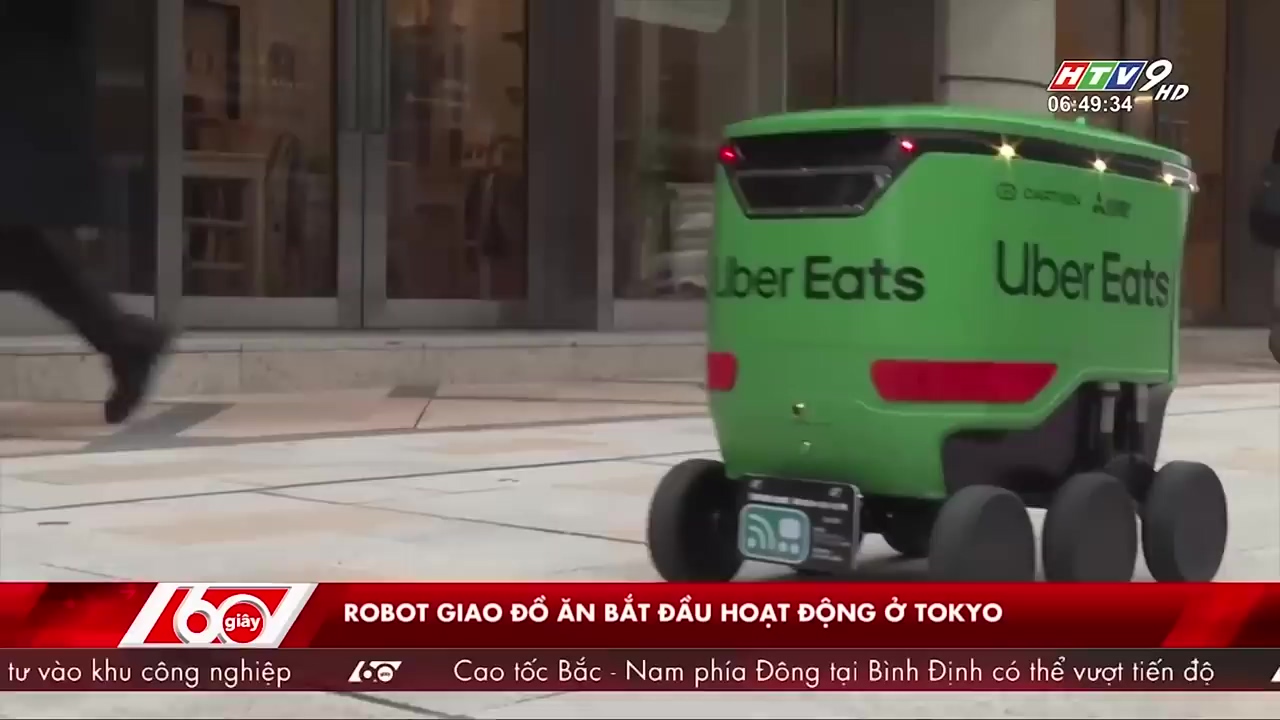 HTV9 HD
06:49:34
CARTKEN
Uber Eats
Uber Eats
60 giây
ROBOT GIAO ĐỒ ĂN BẮT ĐẦU HOẠT ĐỘNG Ở TOKYO
tư vào khu công nghiệp
60 giây
Cao tốc Bắc - Nam phía Đông tại Bình Định có thể vượt tiến độ